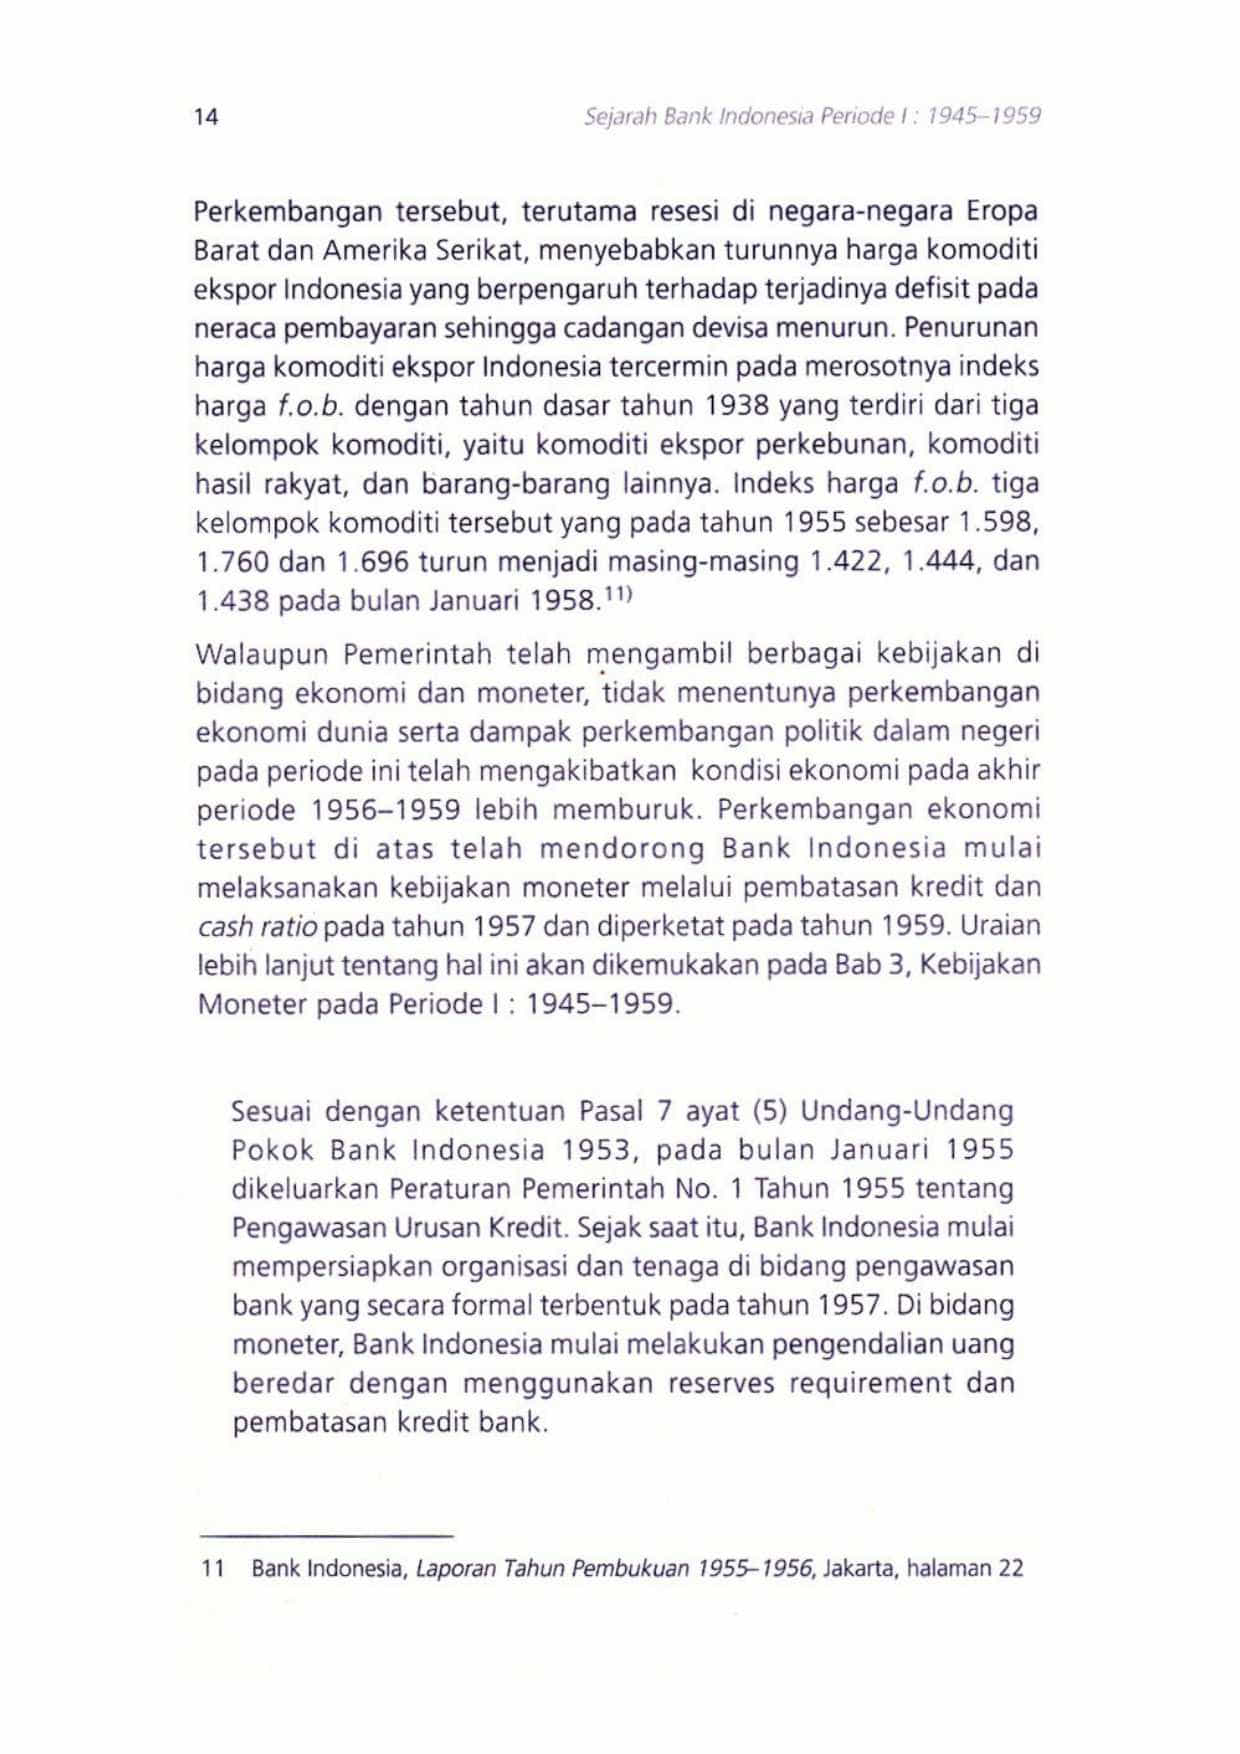 14
Sejarah Bank Indonesia Periode I : 1945–1959
Perkembangan tersebut, terutama resesi di negara-negara Eropa
Barat dan Amerika Serikat, menyebabkan turunnya harga komoditi
ekspor Indonesia yang berpengaruh terhadap terjadinya defisit pada
neraca pembayaran sehingga cadangan devisa menurun. Penurunan
harga komoditi ekspor Indonesia tercermin pada merosotnya indeks
harga f.o.b. dengan tahun dasar tahun 1938 yang terdiri dari tiga
kelompok komoditi, yaitu komoditi ekspor perkebunan, komoditi
hasil rakyat, dan barang-barang lainnya. Indeks harga f.o.b. tiga
kelompok komoditi tersebut yang pada tahun 1955 sebesar 1.598,
1.760 dan 1.696 turun menjadi masing-masing 1.422, 1.444, dan
1.438 pada bulan Januari 1958.11)
Walaupun Pemerintah telah mengambil berbagai kebijakan di
bidang ekonomi dan moneter, tidak menentunya perkembangan
ekonomi dunia serta dampak perkembangan politik dalam negeri
pada periode ini telah mengakibatkan kondisi ekonomi pada akhir
periode 1956–1959 lebih memburuk. Perkembangan ekonomi
tersebut di atas telah mendorong Bank Indonesia mulai
melaksanakan kebijakan moneter melalui pembatasan kredit dan
cash ratio pada tahun 1957 dan diperketat pada tahun 1959. Uraian
lebih lanjut tentang hal ini akan dikemukakan pada Bab 3, Kebijakan
Moneter pada Periode I : 1945–1959.
Sesuai dengan ketentuan Pasal 7 ayat (5) Undang-Undang
Pokok Bank Indonesia 1953, pada bulan Januari 1955
dikeluarkan Peraturan Pemerintah No. 1 Tahun 1955 tentang
Pengawasan Urusan Kredit. Sejak saat itu, Bank Indonesia mulai
mempersiapkan organisasi dan tenaga di bidang pengawasan
bank yang secara formal terbentuk pada tahun 1957. Di bidang
moneter, Bank Indonesia mulai melakukan pengendalian uang
beredar dengan menggunakan reserves requirement dan
pembatasan kredit bank.
11 Bank Indonesia, Laporan Tahun Pembukuan 1955–1956, Jakarta, halaman 22